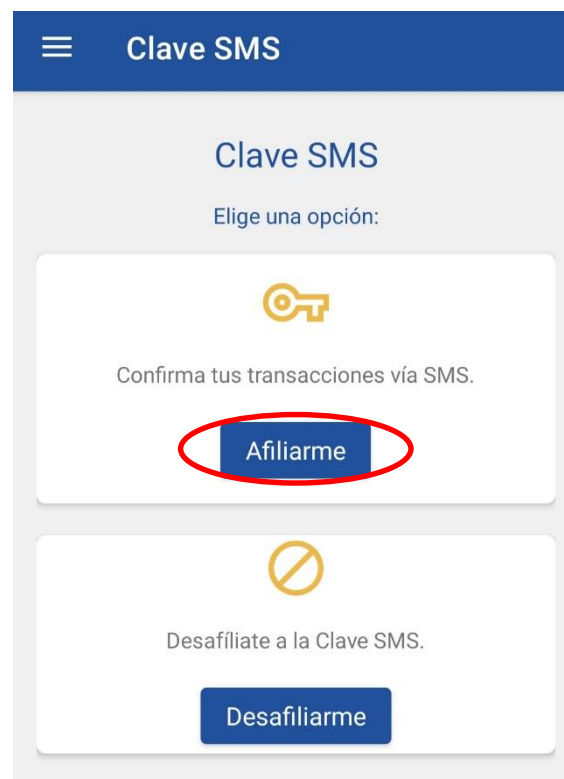 Clave SMS
Clave SMS
Elige una opción:
Confirma tus transacciones vía SMS.
Afiliarme
Desafíliate a la Clave SMS.
Desafiliarme